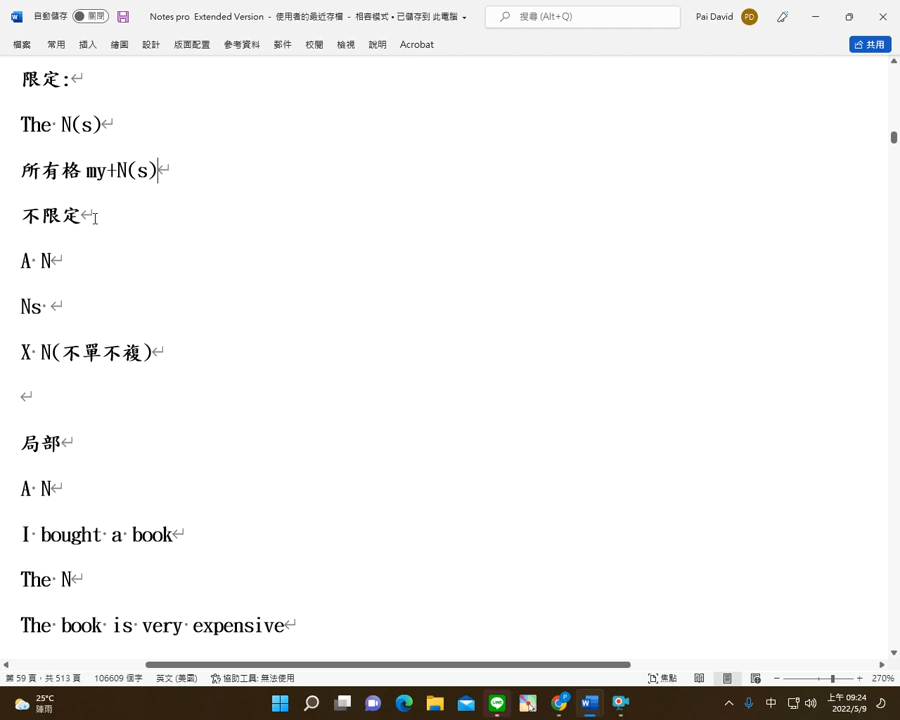 自動儲存 關閉 Notes pro Extended Version - 使用者的最近存檔 - 相容模式 • 已儲存到 此電腦 搜尋 (Alt+Q) Pai David PD
檔案 常用 插入 繪圖 設計 版面配置 參考資料 郵件 校閱 檢視 說明 Acrobat 共用
限定:
The N(s)
所有格 my+N(s)
不限定
A N
Ns
X N(不單不複)
局部
A N
I bought a book
The N
The book is very expensive
第 59 頁，共 513 頁 106609 個字 英文 (美國) 協助工具: 無法使用 焦點 270%
25°C
陣雨
中
上午 09:24
2022/5/9